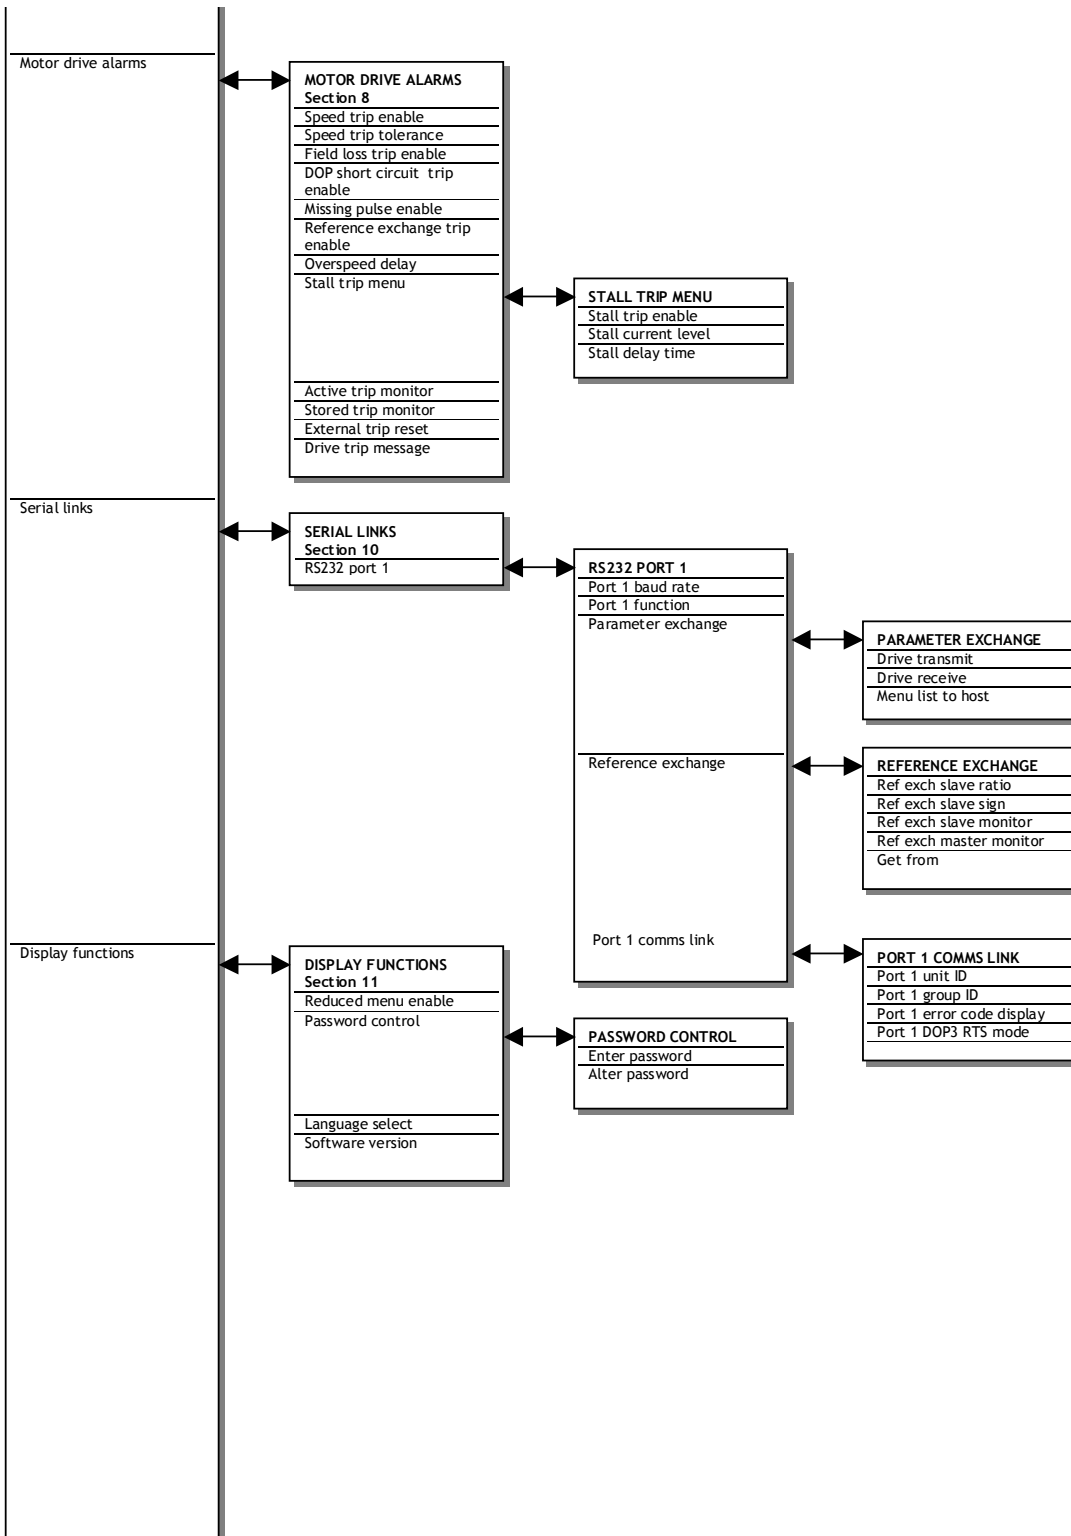 Motor drive alarms
MOTOR DRIVE ALARMS
Section 8
Speed trip enable
Speed trip tolerance
Field loss trip enable
DOP short circuit trip
enable
Missing pulse enable
Reference exchange trip
enable
Overspeed delay
Stall trip menu
STALL TRIP MENU
Stall trip enable
Stall current level
Stall delay time
Active trip monitor
Stored trip monitor
External trip reset
Drive trip message
Serial links
SERIAL LINKS
Section 10
RS232 port 1
RS232 PORT 1
Port 1 baud rate
Port 1 function
Parameter exchange
PARAMETER EXCHANGE
Drive transmit
Drive receive
Menu list to host
Reference exchange
REFERENCE EXCHANGE
Ref exch slave ratio
Ref exch slave sign
Ref exch slave monitor
Ref exch master monitor
Get from
Port 1 comms link
PORT 1 COMMS LINK
Port 1 unit ID
Port 1 group ID
Port 1 error code display
Port 1 DOP3 RTS mode
Display functions
DISPLAY FUNCTIONS
Section 11
Reduced menu enable
Password control
PASSWORD CONTROL
Enter password
Alter password
Language select
Software version